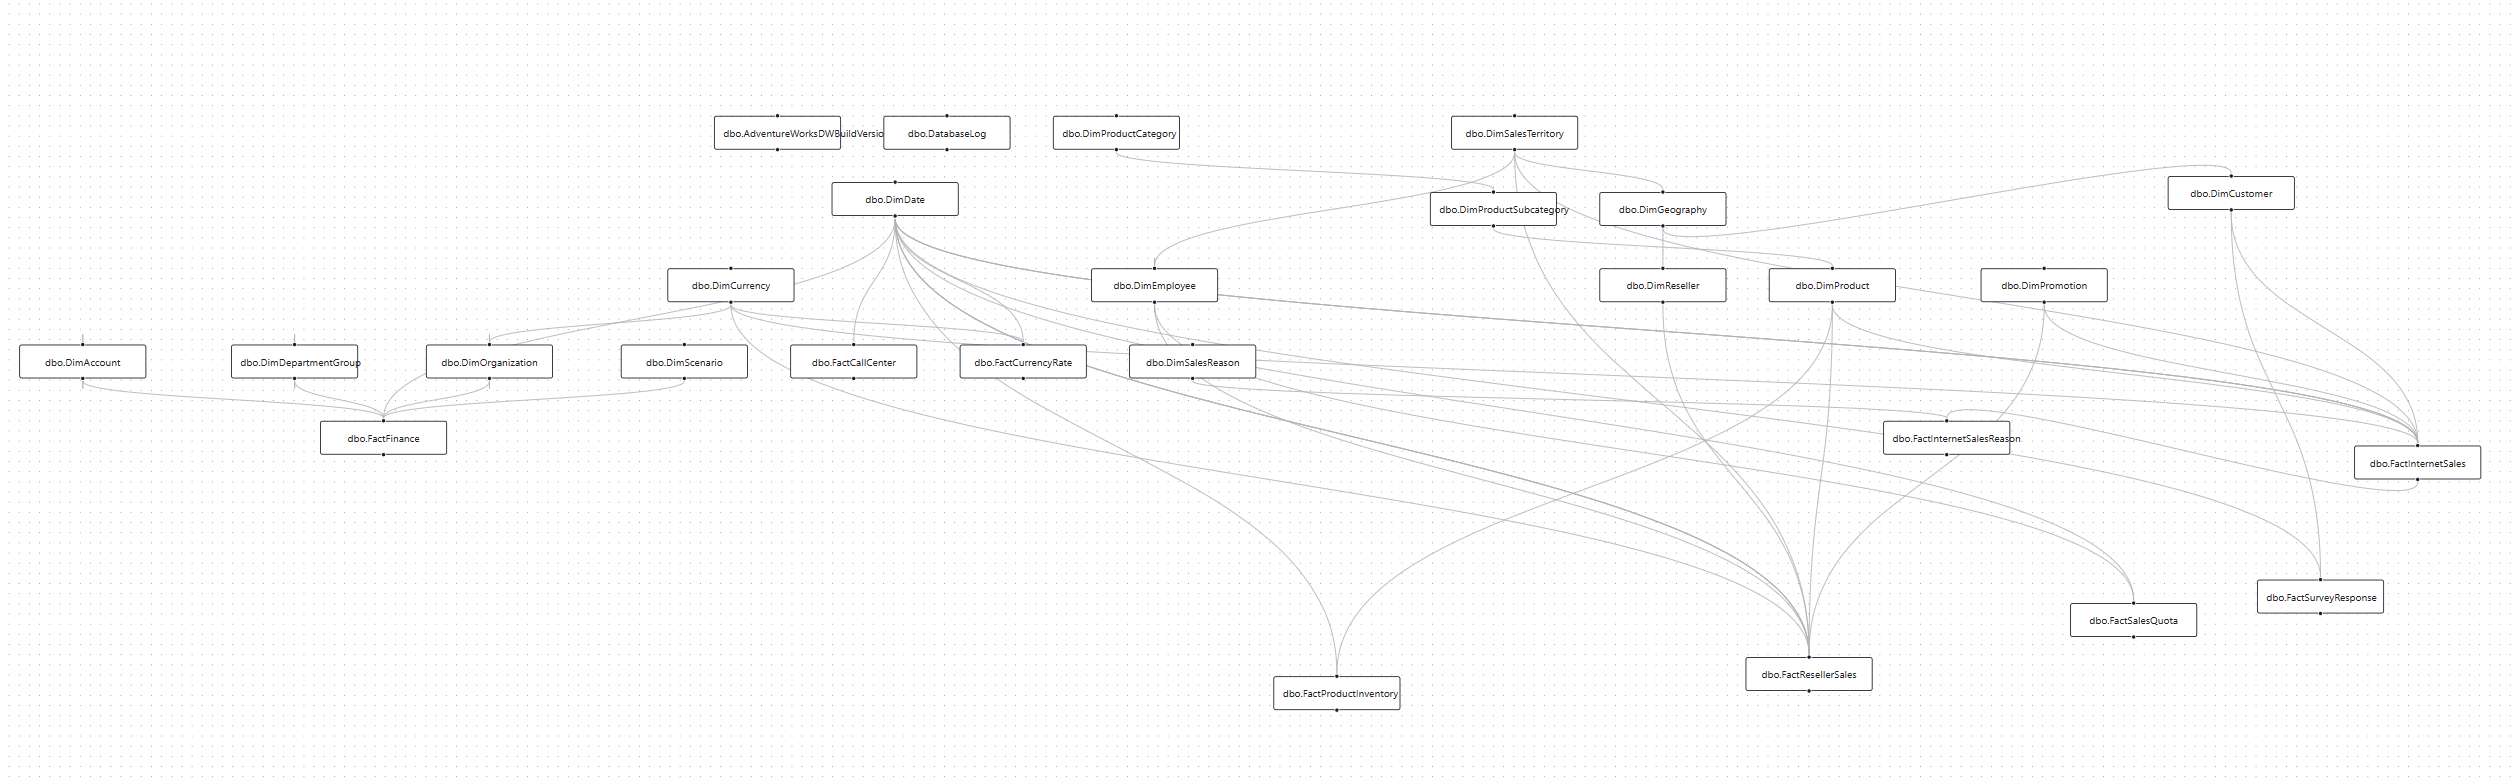 dbo.AdventureWorksDWBuildVersio
dbo.DatabaseLog
dbo.DimProductCategory
dbo.DimSalesTerritory
dbo.DimDate
dbo.DimProductSubcategory
dbo.DimGeography
dbo.DimCustomer
dbo.DimCurrency
dbo.DimEmployee
dbo.DimReseller
dbo.DimProduct
dbo.DimPromotion
dbo.DimAccount
dbo.DimDepartmentGroup
dbo.DimOrganization
dbo.DimScenario
dbo.FactCallCenter
dbo.FactCurrencyRate
dbo.DimSalesReason
dbo.FactFinance
dbo.FactInternetSalesReason
dbo.FactInternetSales
dbo.FactSurveyResponse
dbo.FactSalesQuota
dbo.FactResellerSales
dbo.FactProductInventory